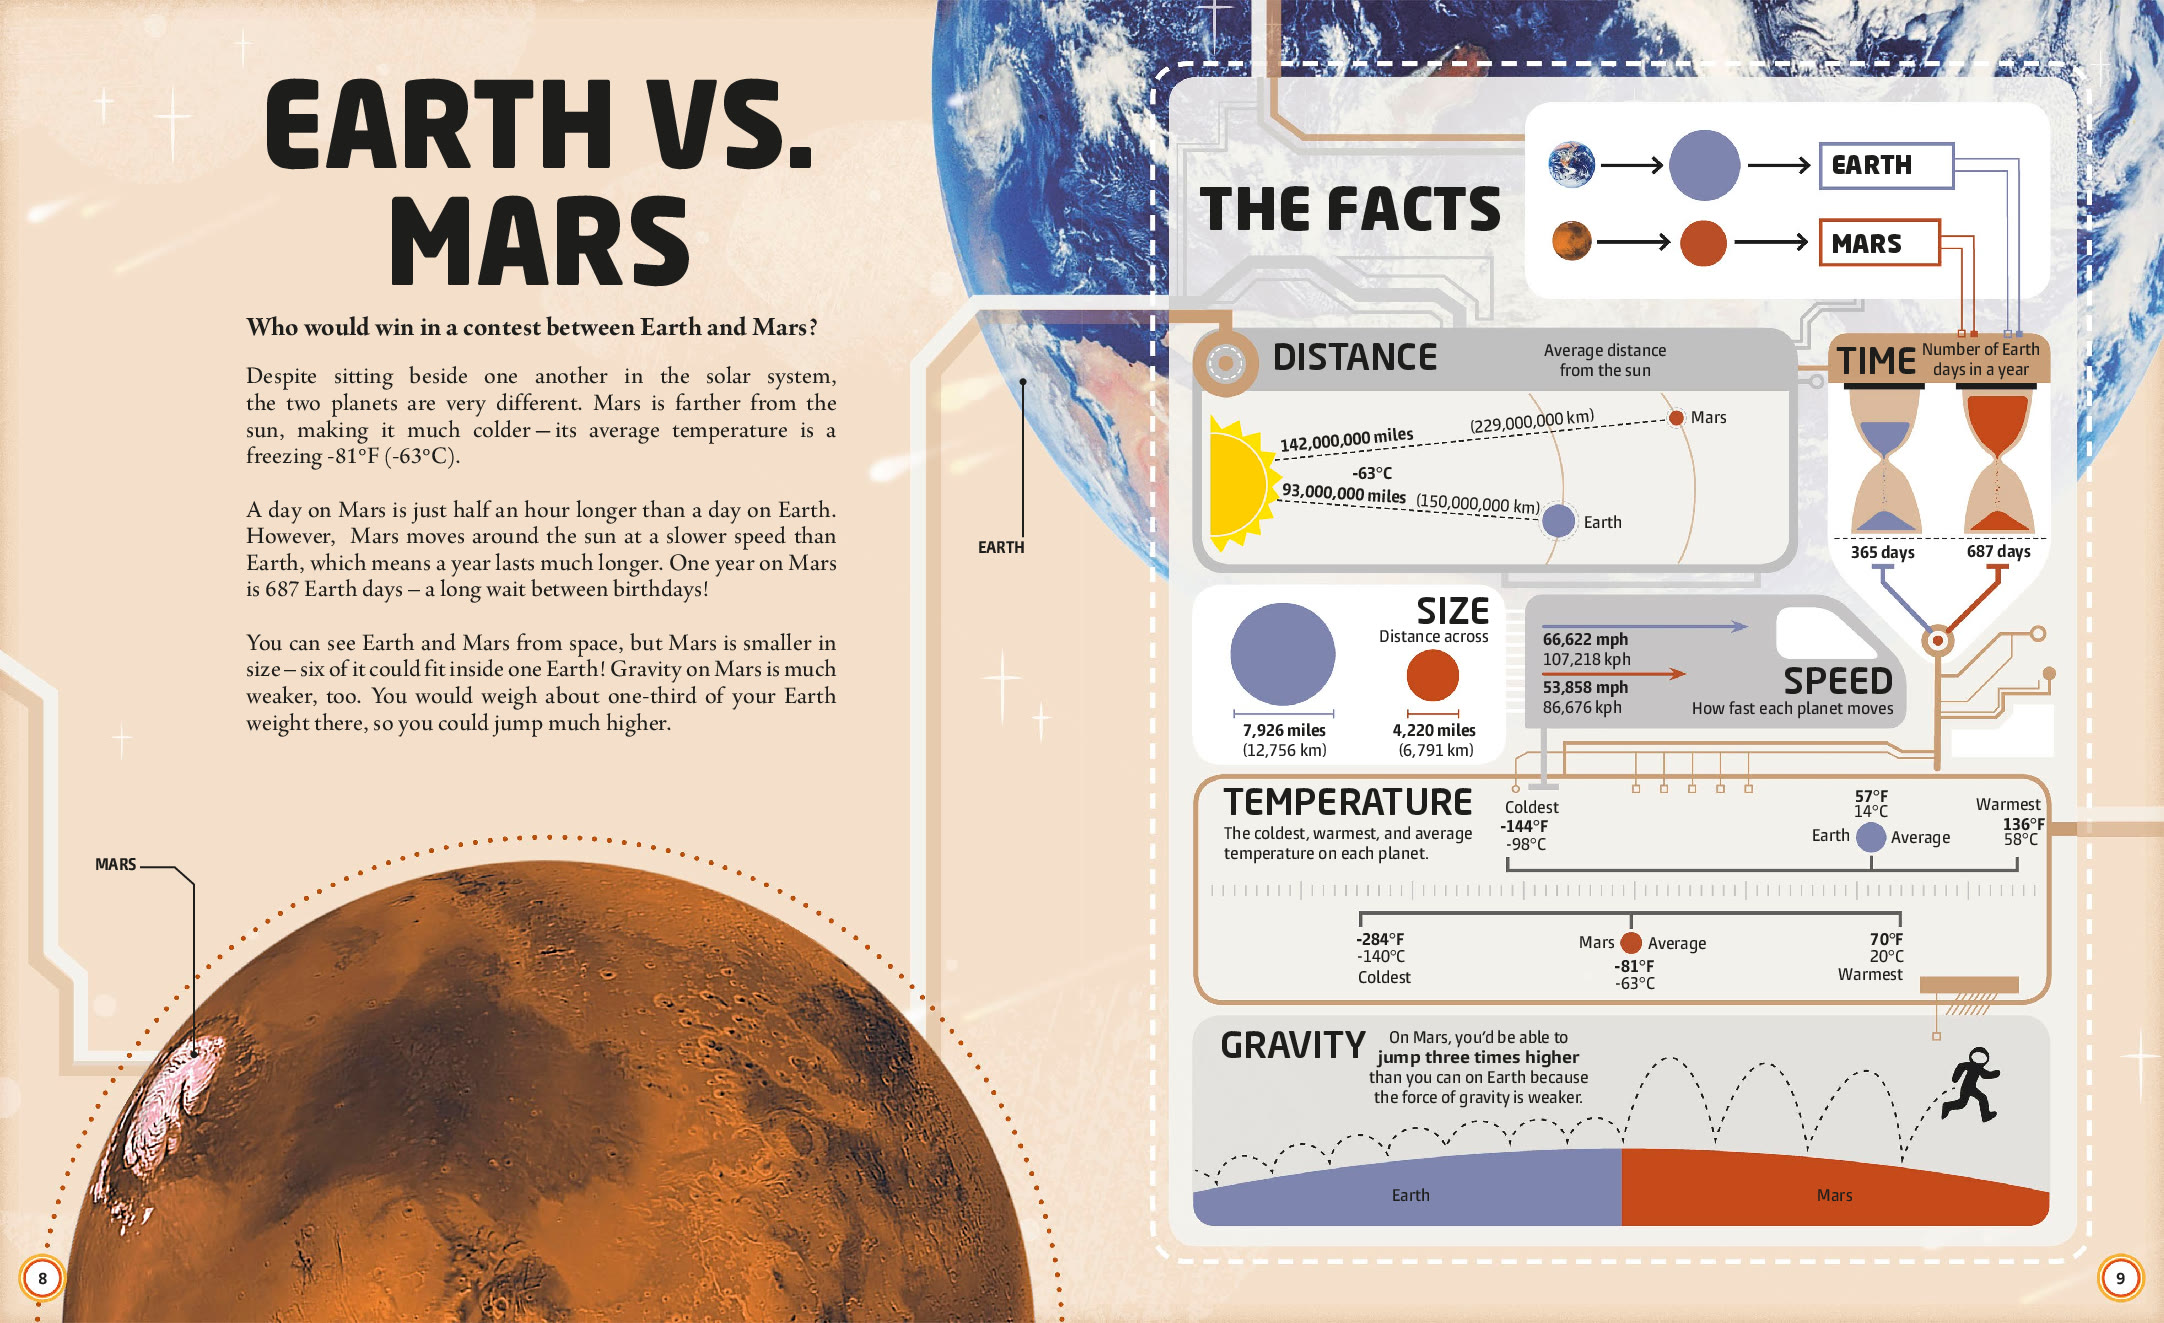 EARTH VS.
MARS
Who would win in a contest between Earth and Mars?
Despite sitting beside one another in the solar system,
the two planets are very different. Mars is farther from the
sun, making it much colder – its average temperature is a
freezing -81°F (-63°C).
A day on Mars is just half an hour longer than a day on Earth.
However, Mars moves around the sun at a slower speed than
Earth, which means a year lasts much longer. One year on Mars
is 687 Earth days – a long wait between birthdays!
You can see Earth and Mars from space, but Mars is smaller in
size – six of it could fit inside one Earth! Gravity on Mars is much
weaker, too. You would weigh about one-third of your Earth
weight there, so you could jump much higher.
EARTH
MARS
8
THE FACTS
EARTH
MARS
DISTANCE
Average distance
from the sun
142,000,000 miles (229,000,000 km) Mars
-63°C
93,000,000 miles (150,000,000 km) Earth
TIME
Number of Earth
days in a year
365 days
687 days
SIZE
Distance across
7,926 miles
(12,756 km)
4,220 miles
(6,791 km)
66,622 mph
107,218 kph
53,858 mph
86,676 kph
SPEED
How fast each planet moves
TEMPERATURE
The coldest, warmest, and average
temperature on each planet.
Coldest
-144°F
-98°C
57°F
14°C
Earth Average
Warmest
136°F
58°C
-284°F
-140°C
Coldest
Mars Average
-81°F
-63°C
70°F
20°C
Warmest
GRAVITY
On Mars, you'd be able to
jump three times higher
than you can on Earth because
the force of gravity is weaker.
Earth
Mars
9